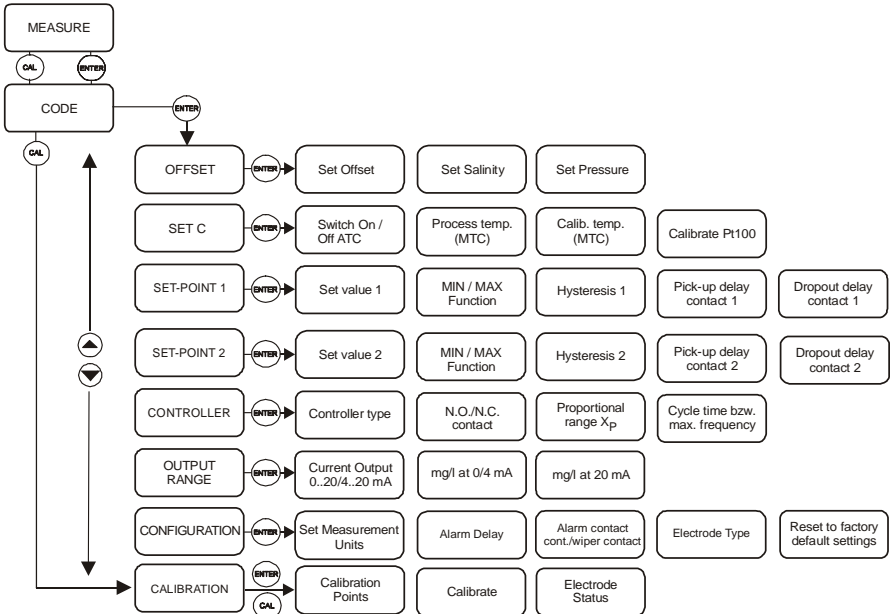 MEASURE
CAL
ENTER
CODE
ENTER
CAL
OFFSET
ENTER
Set Offset
Set Salinity
Set Pressure
SET C
ENTER
Switch On /
Off ATC
Process temp.
(MTC)
Calib. temp.
(MTC)
Calibrate Pt100
SET-POINT 1
ENTER
Set value 1
MIN / MAX
Function
Hysteresis 1
Pick-up delay
contact 1
Dropout delay
contact 1
SET-POINT 2
ENTER
Set value 2
MIN / MAX
Function
Hysteresis 2
Pick-up delay
contact 2
Dropout delay
contact 2
CONTROLLER
ENTER
Controller type
N.O./N.C.
contact
Proportional
range XP
Cycle time bzw.
max. frequency
OUTPUT
RANGE
ENTER
Current Output
0..20/4..20 mA
mg/l at 0/4 mA
mg/l at 20 mA
CONFIGURATION
ENTER
Set Measurement
Units
Alarm Delay
Alarm contact
cont./wiper contact
Electrode Type
Reset to factory
default settings
CALIBRATION
ENTER
CAL
Calibration
Points
Calibrate
Electrode
Status